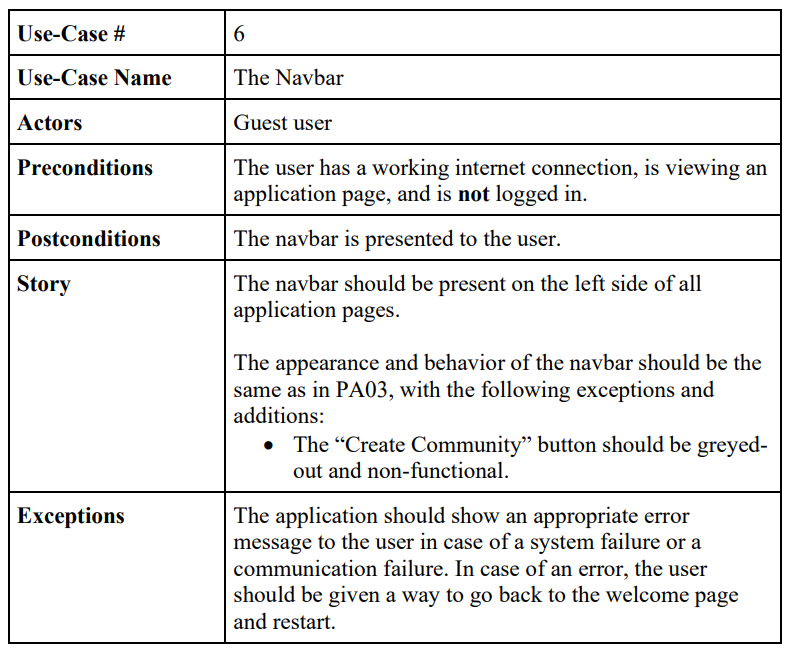 Use-Case # 6
Use-Case Name The Navbar
Actors Guest user
Preconditions The user has a working internet connection, is viewing an
application page, and is not logged in.
Postconditions The navbar is presented to the user.
Story The navbar should be present on the left side of all
application pages.
The appearance and behavior of the navbar should be the
same as in PA03, with the following exceptions and
additions:
• The “Create Community” button should be greyed-
out and non-functional.
Exceptions The application should show an appropriate error
message to the user in case of a system failure or a
communication failure. In case of an error, the user
should be given a way to go back to the welcome page
and restart.